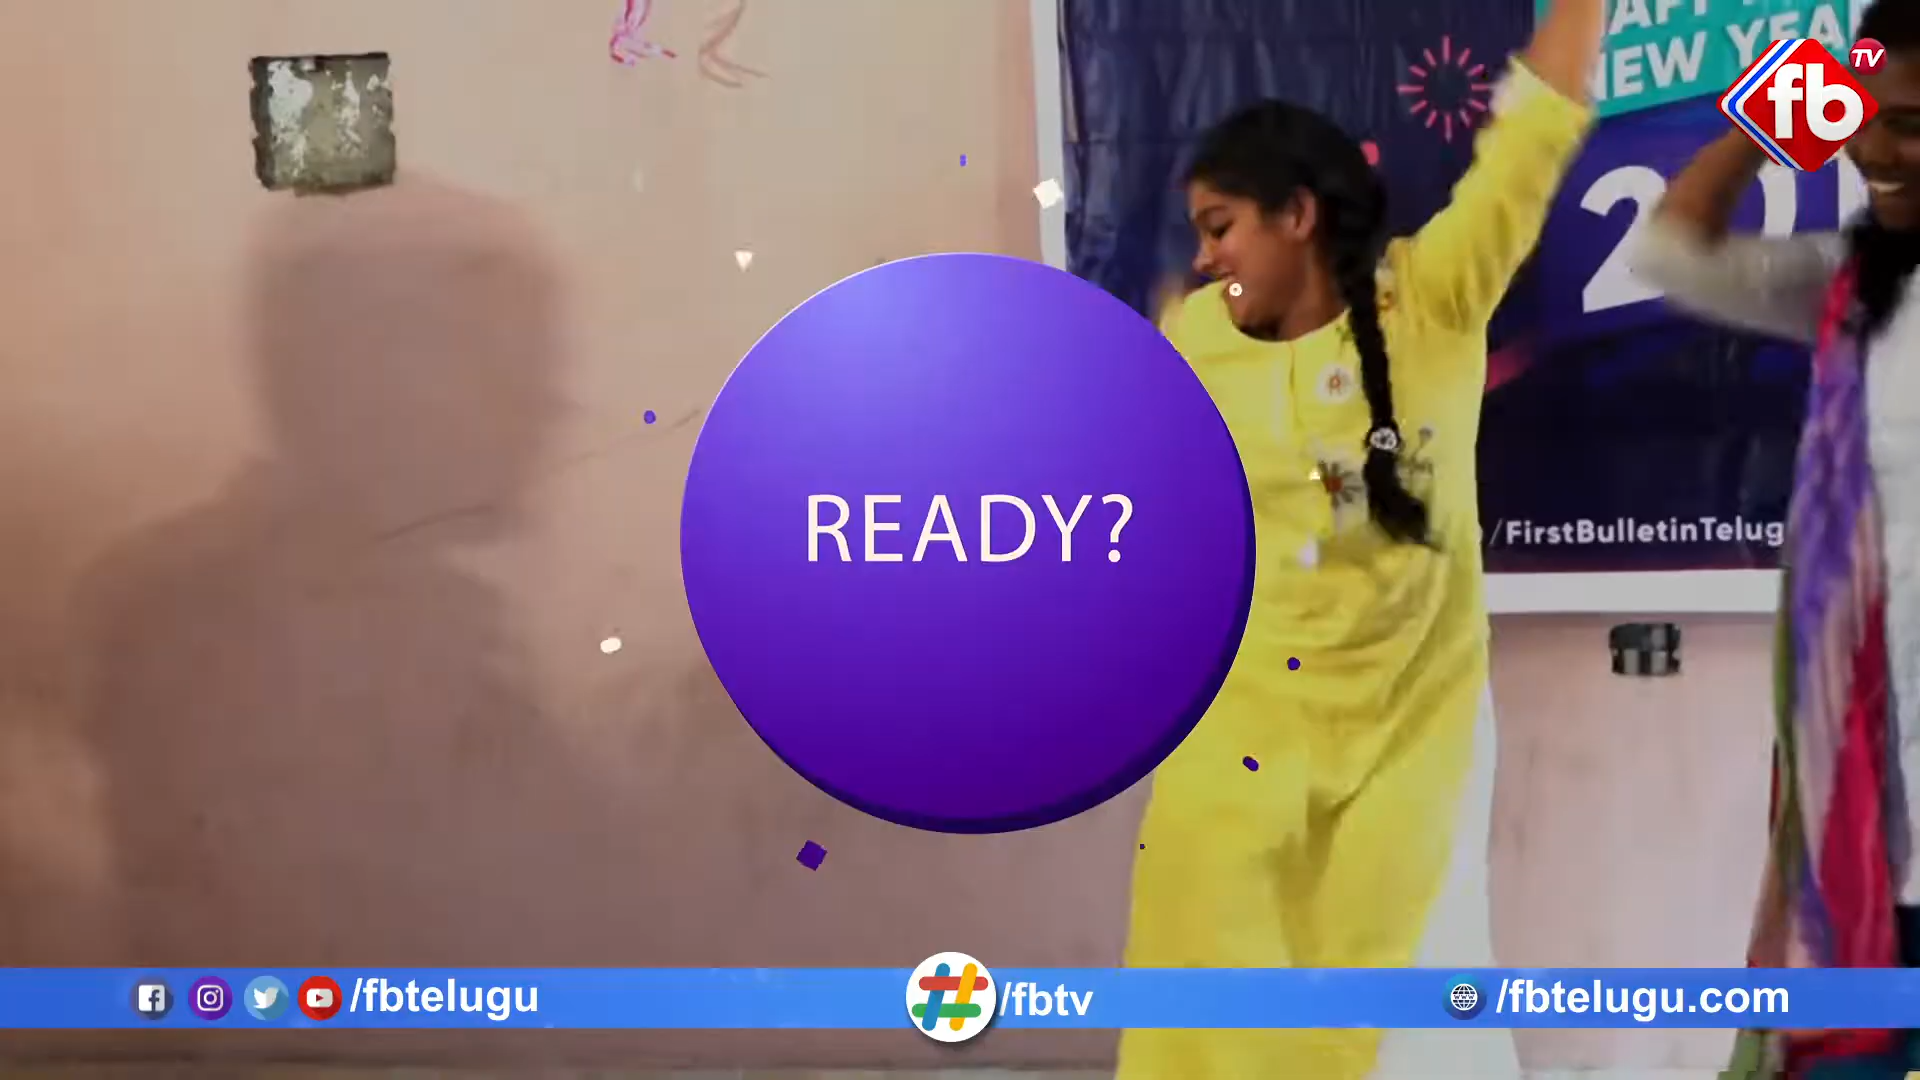 NEW YEA
fb TV
READY?
/FirstBulletinTelug
/fbtelugu
/fbtv
/fbtelugu.com